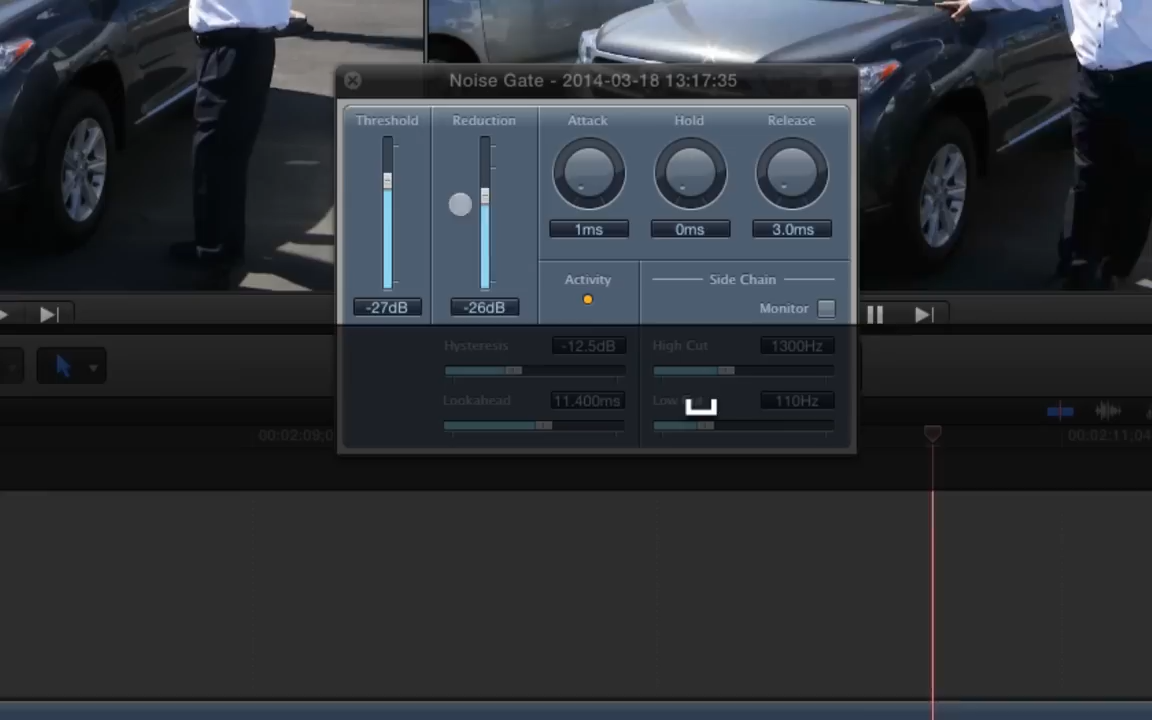 Noise Gate - 2014-03-18 13:17:35
Threshold
Reduction
Attack
Hold
Release
1ms
0ms
3.0ms
Activity
Side Chain
Monitor
-27dB
-26dB
Hysteresis
-12.5dB
High Cut
1300Hz
Lookahead
11.400ms
Low
110Hz
00:02:09;0
00:02:11;04